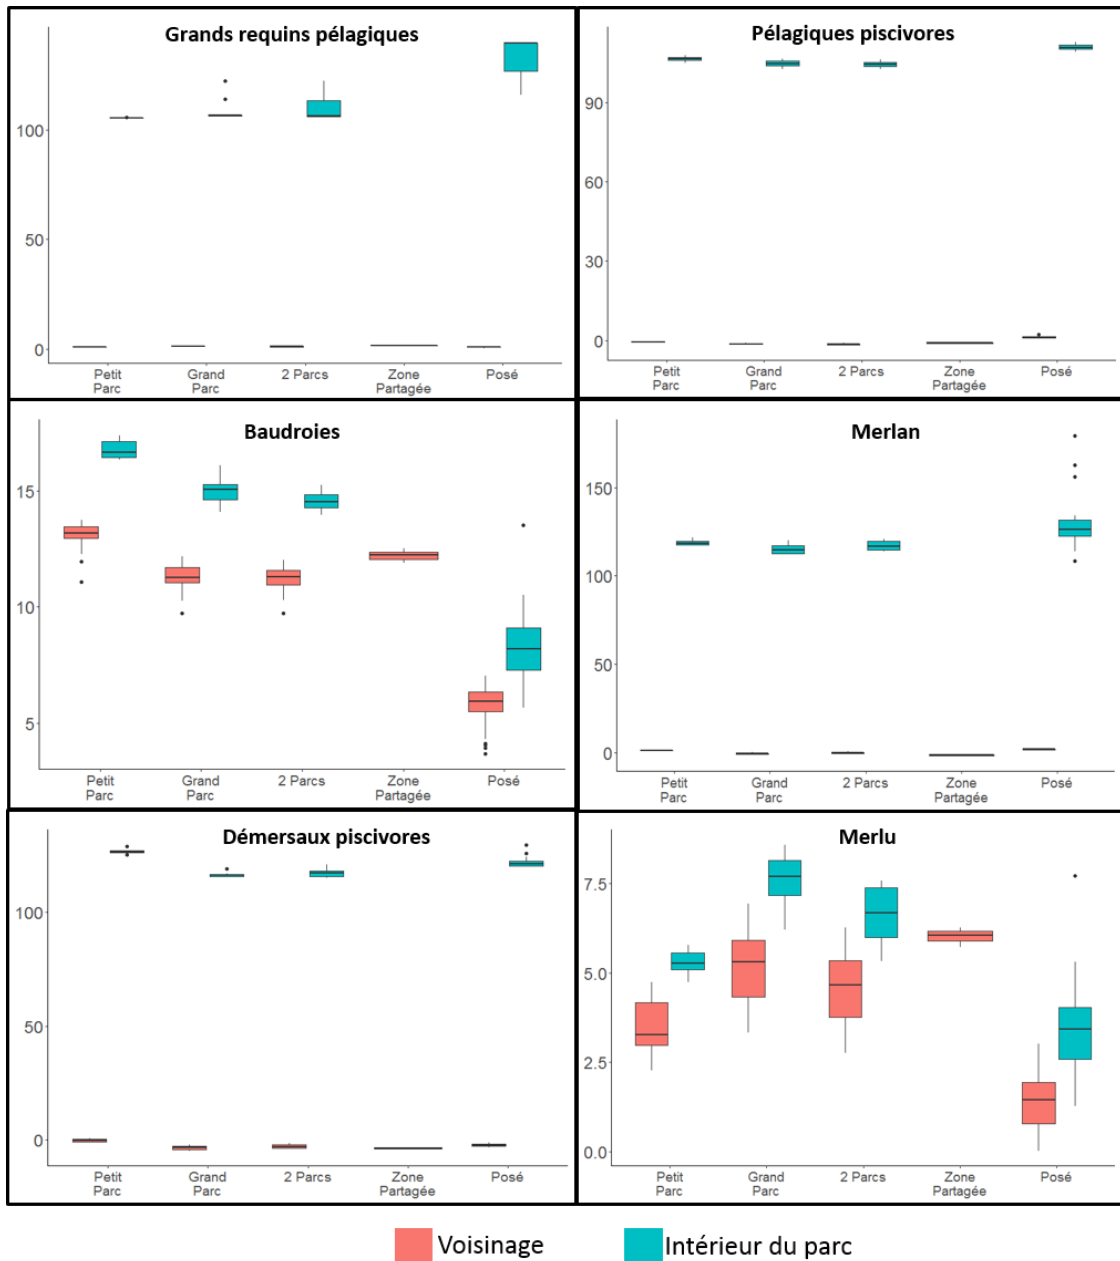 Grands requins pélagiques
100
50
0
Petit Parc
Grand Parc
2 Parcs
Zone Partagée
Posé
Pélagiques piscivores
90
60
30
0
Petit Parc
Grand Parc
2 Parcs
Zone Partagée
Posé
Baudroies
15
10
5
Petit Parc
Grand Parc
2 Parcs
Zone Partagée
Posé
Merlan
150
100
50
0
Petit Parc
Grand Parc
2 Parcs
Zone Partagée
Posé
Démersaux piscivores
100
50
0
Petit Parc
Grand Parc
2 Parcs
Zone Partagée
Posé
Merlu
7.5
5.0
2.5
0.0
Petit Parc
Grand Parc
2 Parcs
Zone Partagée
Posé
Voisinage
Intérieur du parc